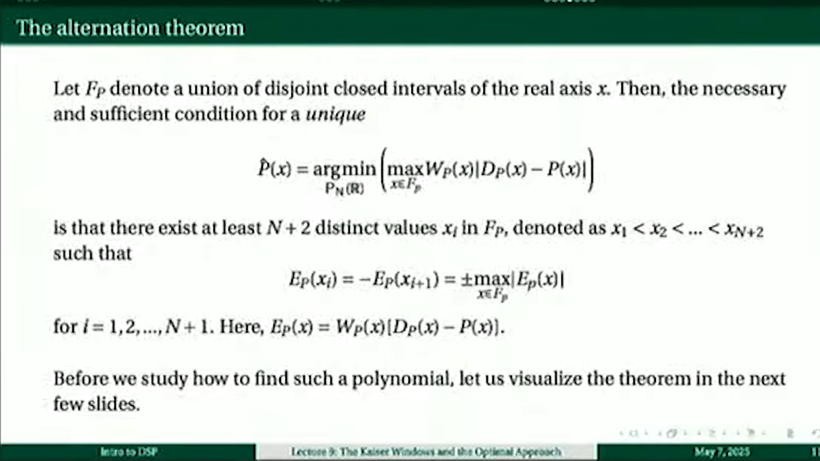 The alternation theorem
Let F_P denote a union of disjoint closed intervals of the real axis x. Then, the necessary
and sufficient condition for a unique
P̂(x) = argmin_{P_N(ℝ)} ( max_{x∈F_p} W_P(x)|D_P(x) − P(x)| )
is that there exist at least N + 2 distinct values x_i in F_P, denoted as x_1 < x_2 < ... < x_{N+2}
such that
E_P(x_i) = −E_P(x_{i+1}) = ± max_{x∈F_p} |E_p(x)|
for i = 1, 2, ..., N + 1. Here, E_P(x) = W_P(x)[D_P(x) − P(x)].
Before we study how to find such a polynomial, let us visualize the theorem in the next
few slides.
Intro to DSP
Lecture 9: The Kaiser Windows and the Optimal Approach
May 7, 2025